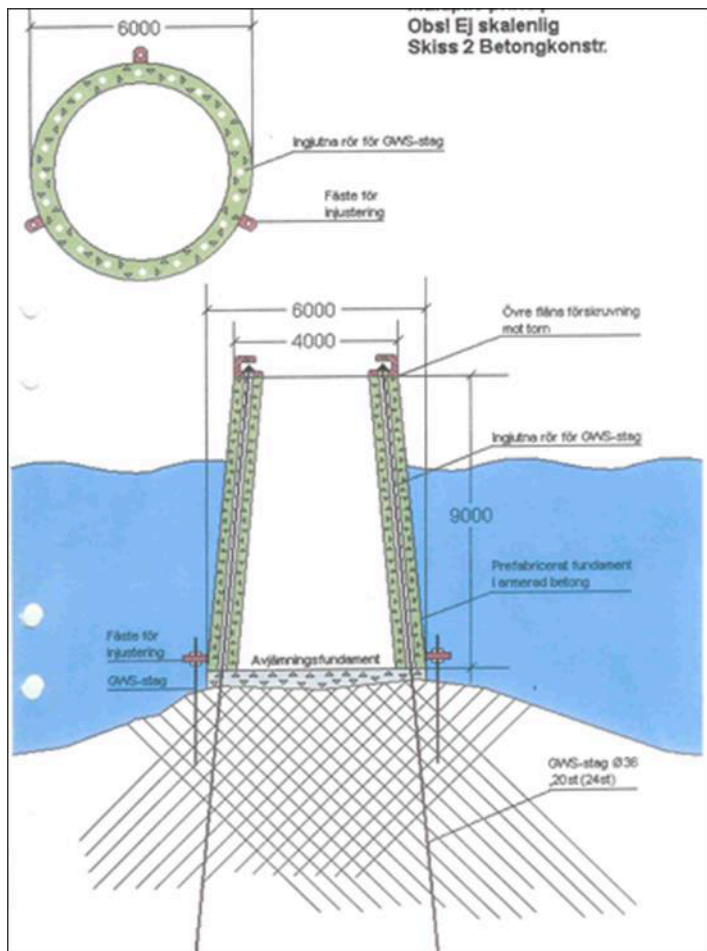 Obs! Ej skalenlig
Skiss 2 Betongkonstr.
6000
Ingjutna rör för GWS-stag
Fäste för
injustering
6000
4000
Övre fläns förskruvning
mot torn
Ingjutna rör för GWS-stag
9000
Prefabricerat fundament
i armerad betong
Fäste för
injustering
Avjämningsfundament
GWS-stag
GWS-stag Ø36
20st (24st)